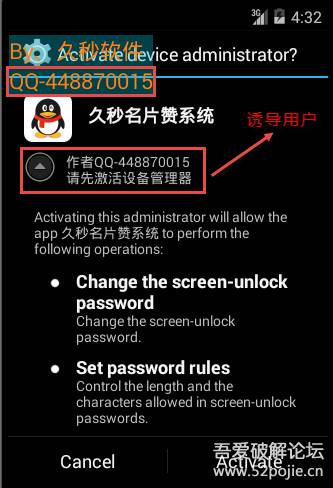 3G 4:32
By：久秒软件
Activate device administrator?
QQ-448870015
久秒名片赞系统
诱导用户
作者QQ-448870015
请先激活设备管理器
Activating this administrator will allow the
app 久秒名片赞系统 to perform the
following operations:
Change the screen-unlock
password
Change the screen-unlock
password.
Set password rules
Control the length and the
characters allowed in screen-unlock
passwords.
Cancel
Activate
吾爱破解论坛
www.52pojie.cn